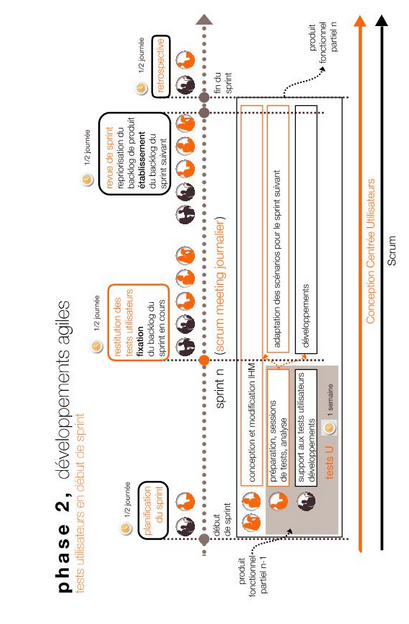 phase 2, développements agiles
tests utilisateurs en début de sprint
1/2 journée
planification
du sprint
1/2 journée
restitution des
tests utilisateurs
fixation
du backlog du
sprint en cours
1/2 journée
revue de sprint
repriorisation du
backlog de produit
établissement
du backlog du
sprint suivant
1/2 journée
retrospective
début
de sprint
sprint n (scrum meeting journalier)
fin du
sprint
produit
fonctionnel
partiel n-1
produit
fonctionnel
partiel n
conception et modification IHM
préparation, sessions
de tests, analyse
adaptation des scénarios pour le sprint suivant
support aux tests utilisateurs
développements
développements
tests U
1 semaine
Conception Centrée Utilisateurs
Scrum